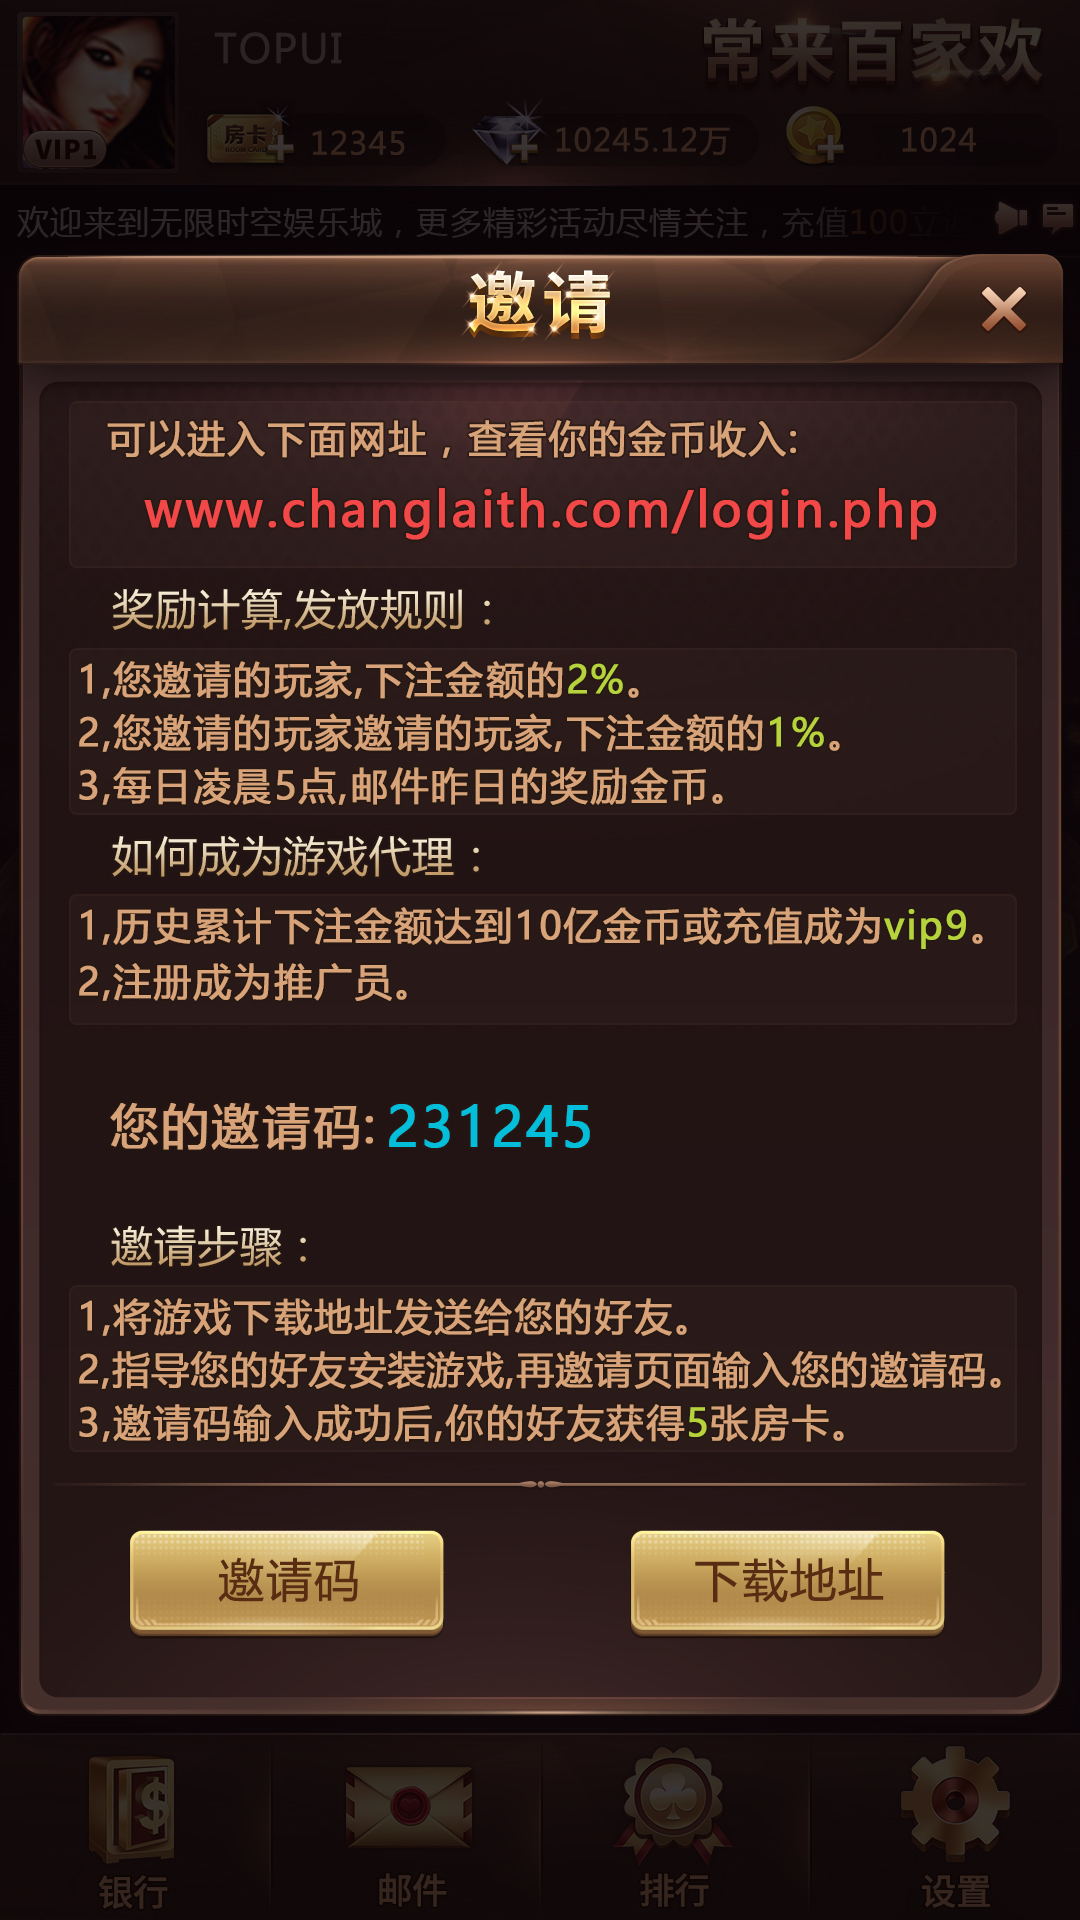 TOPUI
常来百家欢
VIP1
房卡
ROOM CARD
12345
10245.12万
1024
欢迎来到无限时空娱乐城，更多精彩活动尽情关注，充值100立
邀请
可以进入下面网址，查看你的金币收入:
www.changlaith.com/login.php
奖励计算,发放规则：
1,您邀请的玩家,下注金额的2%。
2,您邀请的玩家邀请的玩家,下注金额的1%。
3,每日凌晨5点,邮件昨日的奖励金币。
如何成为游戏代理：
1,历史累计下注金额达到10亿金币或充值成为vip9。
2,注册成为推广员。
您的邀请码:231245
邀请步骤：
1,将游戏下载地址发送给您的好友。
2,指导您的好友安装游戏,再邀请页面输入您的邀请码。
3,邀请码输入成功后,你的好友获得5张房卡。
邀请码
下载地址
银行
邮件
排行
设置